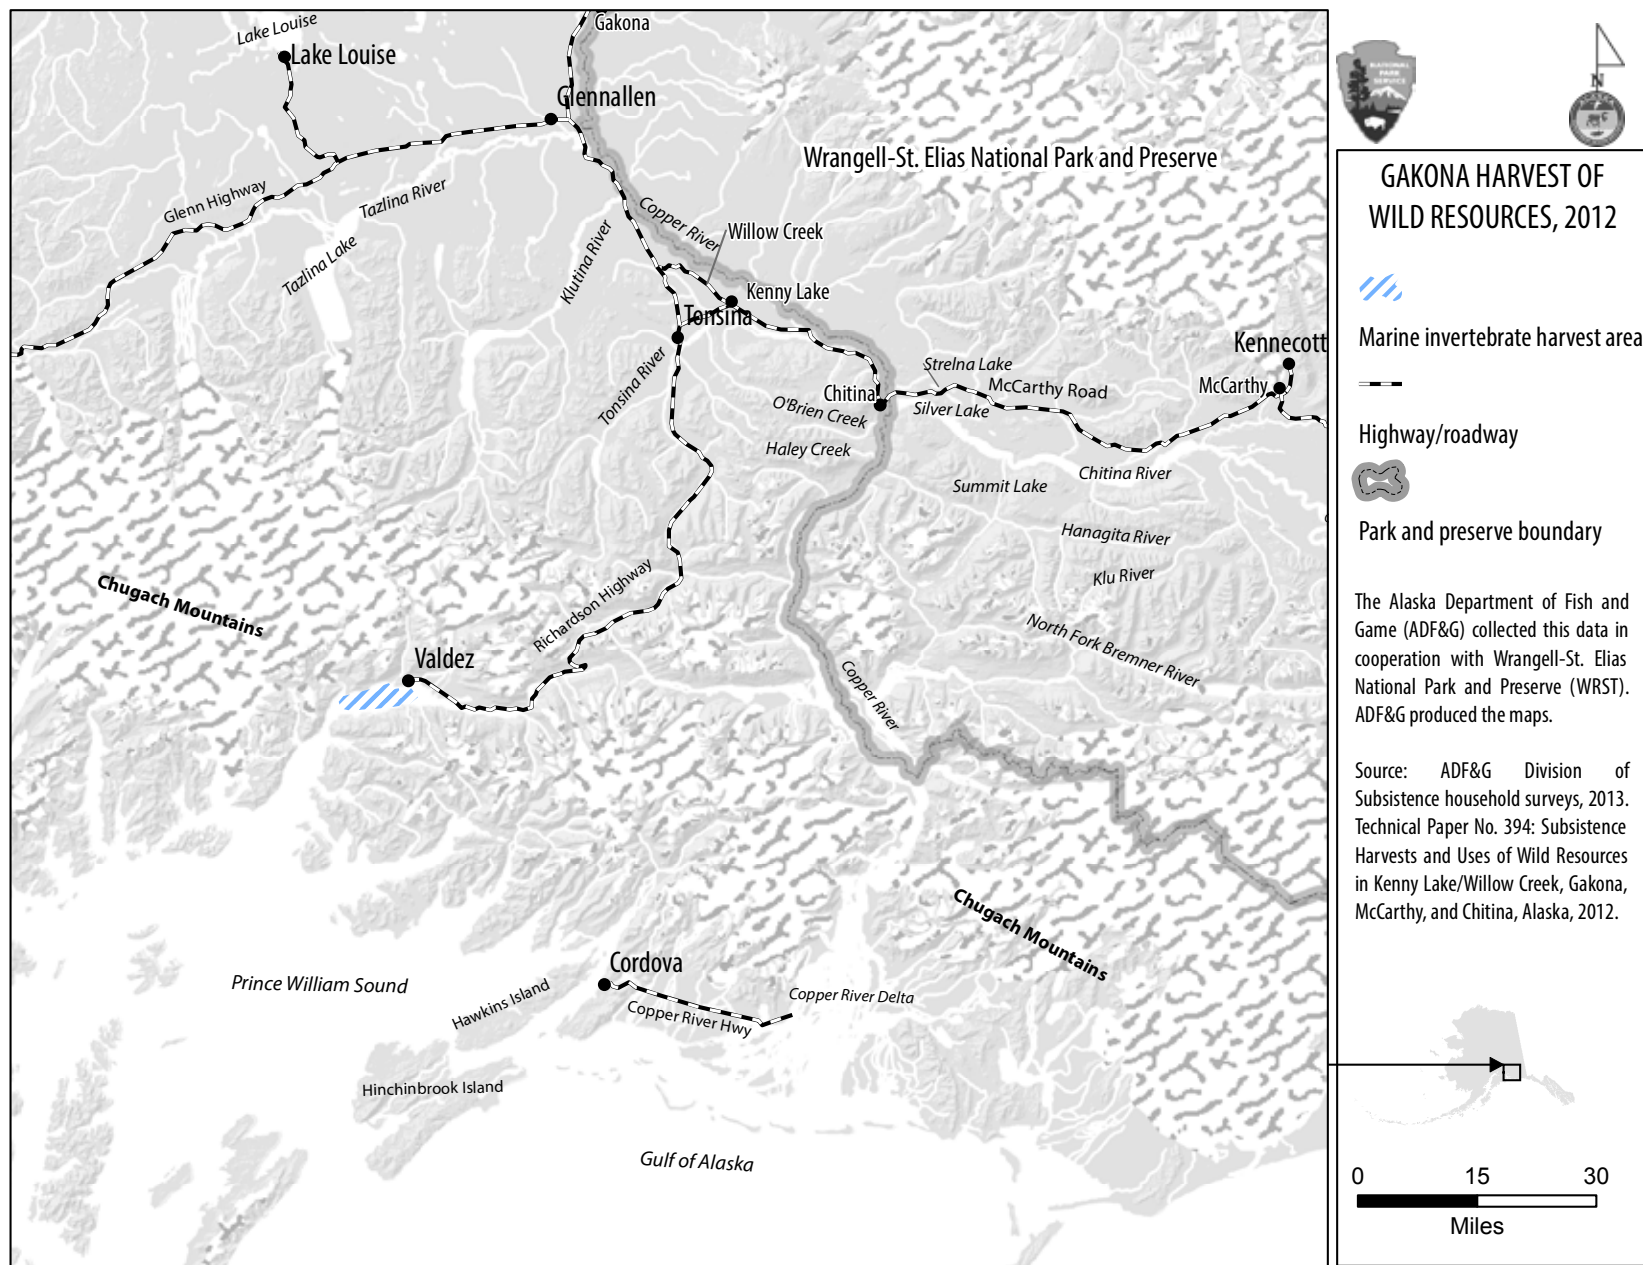 Gakona
Lake Louise
Lake Louise
Glennallen
Wrangell-St. Elias National Park and Preserve
Glenn Highway
Tazlina River
Copper River
Willow Creek
Tazlina Lake
Klutina River
Kenny Lake
Tonsina
Kennecott
Strelna Lake
McCarthy Road
McCarthy
Chitina
Tonsina River
O'Brien Creek
Silver Lake
Haley Creek
Chitina River
Summit Lake
Hanagita River
Klu River
Chugach Mountains
Richardson Highway
North Fork Bremner River
Valdez
Copper River
Chugach Mountains
Cordova
Prince William Sound
Hawkins Island
Copper River Delta
Copper River Hwy
Hinchinbrook Island
Gulf of Alaska
NATIONAL
PARK
SERVICE
N
GAKONA HARVEST OF
WILD RESOURCES, 2012
Marine invertebrate harvest area
Highway/roadway
Park and preserve boundary
The Alaska Department of Fish and
Game (ADF&G) collected this data in
cooperation with Wrangell-St. Elias
National Park and Preserve (WRST).
ADF&G produced the maps.
Source: ADF&G Division of
Subsistence household surveys, 2013.
Technical Paper No. 394: Subsistence
Harvests and Uses of Wild Resources
in Kenny Lake/Willow Creek, Gakona,
McCarthy, and Chitina, Alaska, 2012.
0 15 30
Miles